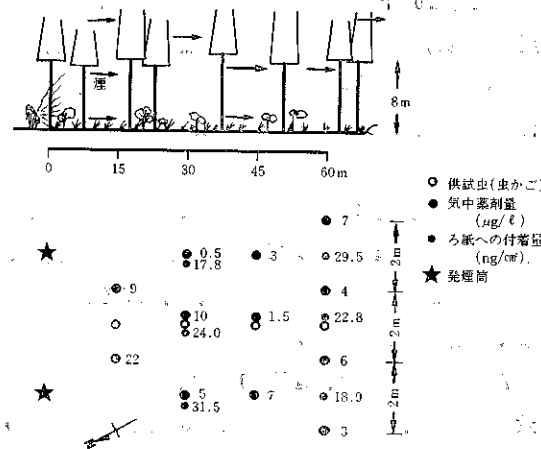 煙
8m
0 15 30 45 60m
○ 供試虫(虫かご)
● 気中薬剤量
(μg/ℓ)
● ろ紙への付着量
(ng/cm²)
★ 発煙筒
7
0.5 3 29.5
17.8
9 4
10 1.5 22.8
24.0
22 6
5 7 18.9
31.5
3
2m
2m
2m